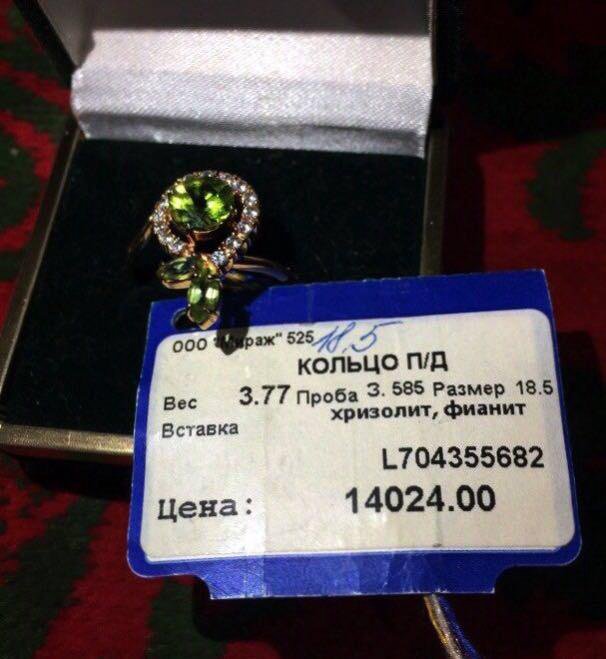 ООО "Мираж" 525
18,5
КОЛЬЦО П/Д
Вес 3.77 Проба З. 585 Размер 18.5
Вставка хризолит, фианит
L704355682
Цена: 14024.00